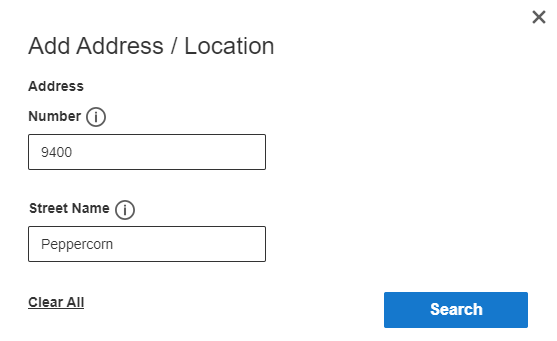 Add Address / Location
Address
Number
9400
Street Name
Peppercorn
Clear All
Search